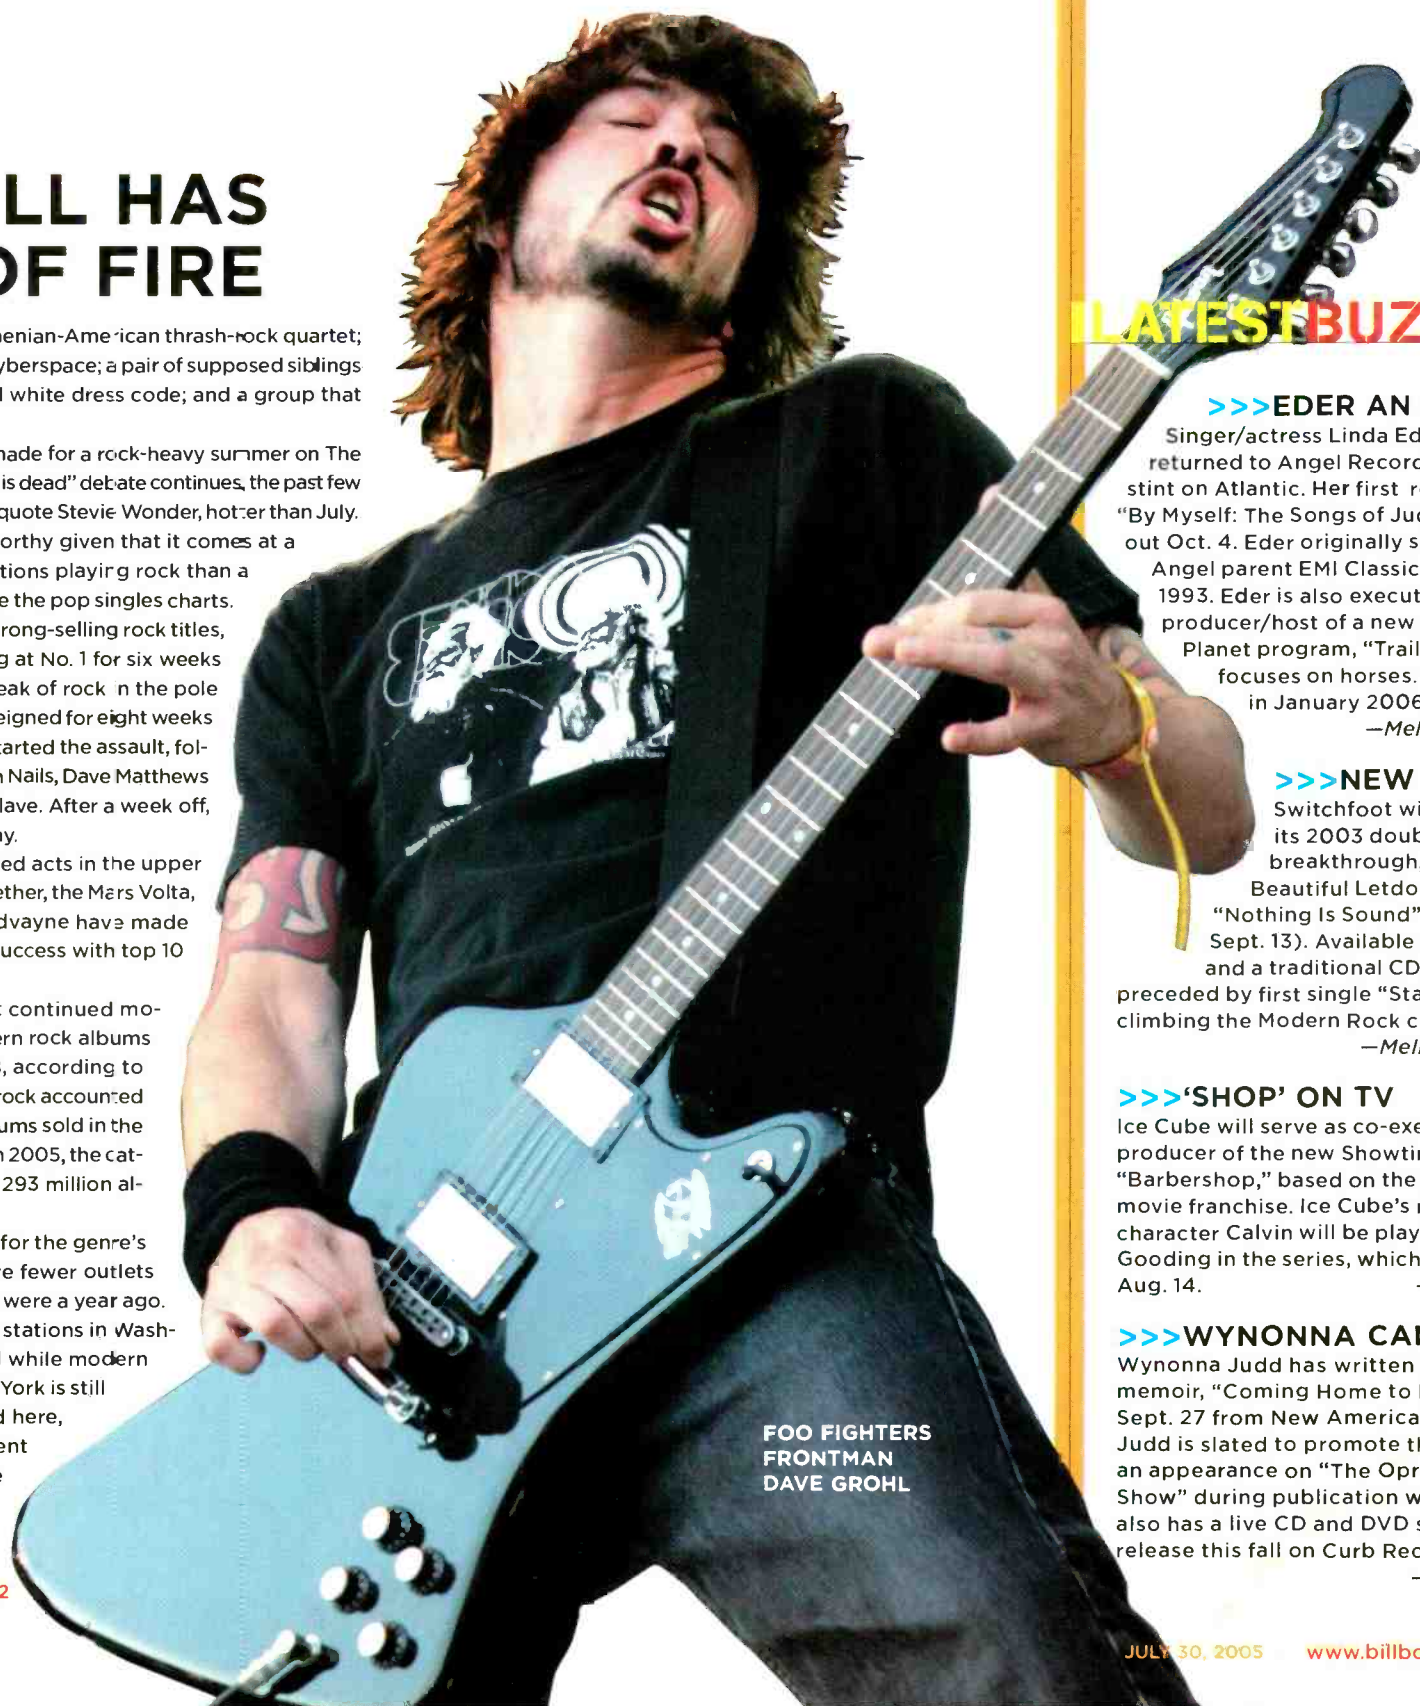 LL HAS
OF FIRE
enian-American thrash-rock quartet;
yberspace; a pair of supposed siblings
white dress code; and a group that
nade for a rock-heavy summer on The
is dead" debate continues, the past few
quote Stevie Wonder, hotter than July.
orthy given that it comes at a
tions playing rock than a
e the pop singles charts.
rong-selling rock titles,
g at No. 1 for six weeks
eak of rock in the pole
eigned for eight weeks
tarted the assault, fol-
n Nails, Dave Matthews
lave. After a week off,
ay.
ed acts in the upper
ether, the Mars Volta,
dvayne have made
uccess with top 10
t continued mo-
ern rock albums
, according to
rock accounted
ums sold in the
n 2005, the cat-
293 million al-
for the genre's
e fewer outlets
were a year ago.
stations in Wash-
while modern
York is still
d here,
ent
e
2
FOO FIGHTERS
FRONTMAN
DAVE GROHL
LATESTBUZ
>>>EDER AN
Singer/actress Linda Ed
returned to Angel Record
stint on Atlantic. Her first r
"By Myself: The Songs of Jud
out Oct. 4. Eder originally s
Angel parent EMI Classic
1993. Eder is also execut
producer/host of a new
Planet program, "Trail
focuses on horses.
in January 2006
—Mel
>>>NEW
Switchfoot wi
its 2003 doub
breakthrough,
Beautiful Letdo
"Nothing Is Sound"
Sept. 13). Available
and a traditional CD
preceded by first single "Sta
climbing the Modern Rock c
—Mel
>>>'SHOP' ON TV
Ice Cube will serve as co-exe
producer of the new Showtim
"Barbershop," based on the
movie franchise. Ice Cube's
character Calvin will be play
Gooding in the series, which
Aug. 14.
>>>WYNONNA CA
Wynonna Judd has written
memoir, "Coming Home to
Sept. 27 from New America
Judd is slated to promote th
an appearance on "The Opr
Show" during publication w
also has a live CD and DVD s
release this fall on Curb Rec
JULY 30, 2005 www.billbo